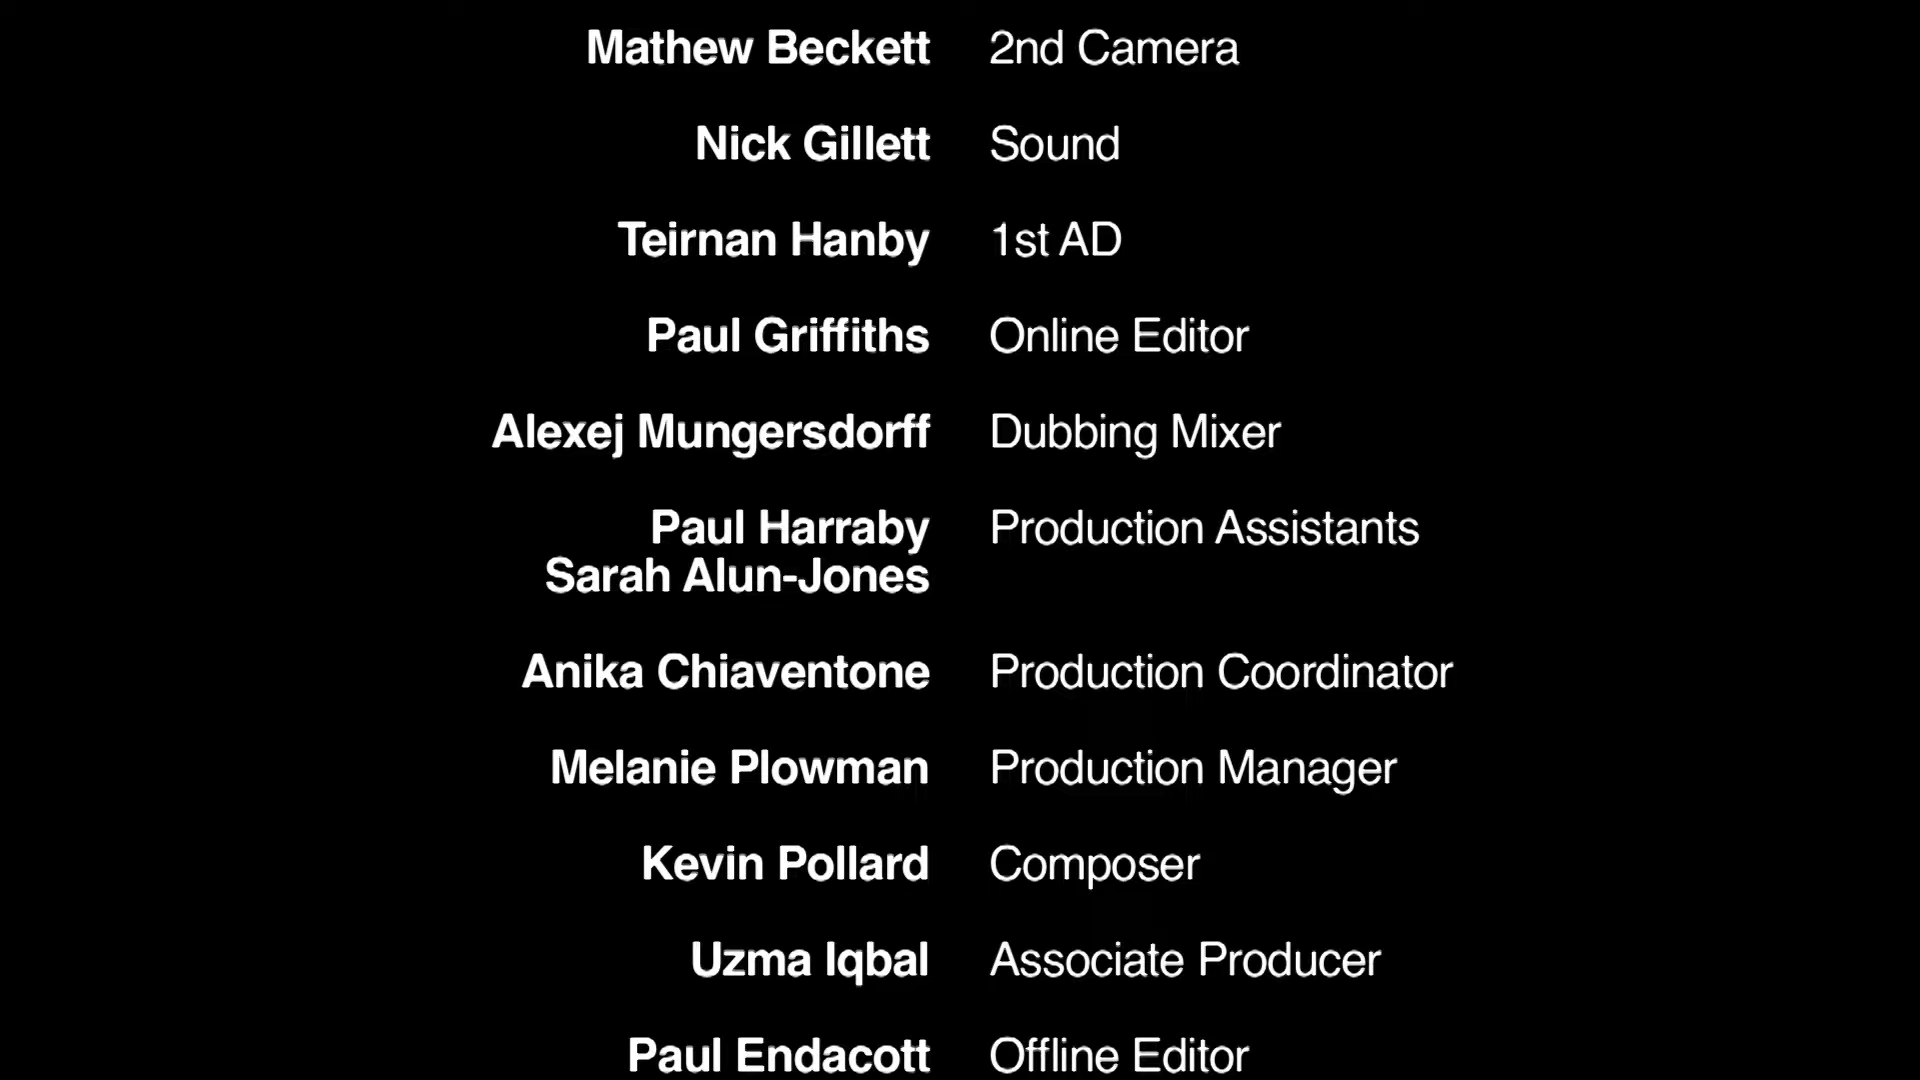 Mathew Beckett 2nd Camera
Nick Gillett Sound
Teirnan Hanby 1st AD
Paul Griffiths Online Editor
Alexej Mungersdorff Dubbing Mixer
Paul Harraby Production Assistants
Sarah Alun-Jones
Anika Chiaventone Production Coordinator
Melanie Plowman Production Manager
Kevin Pollard Composer
Uzma Iqbal Associate Producer
Paul Endacott Offline Editor